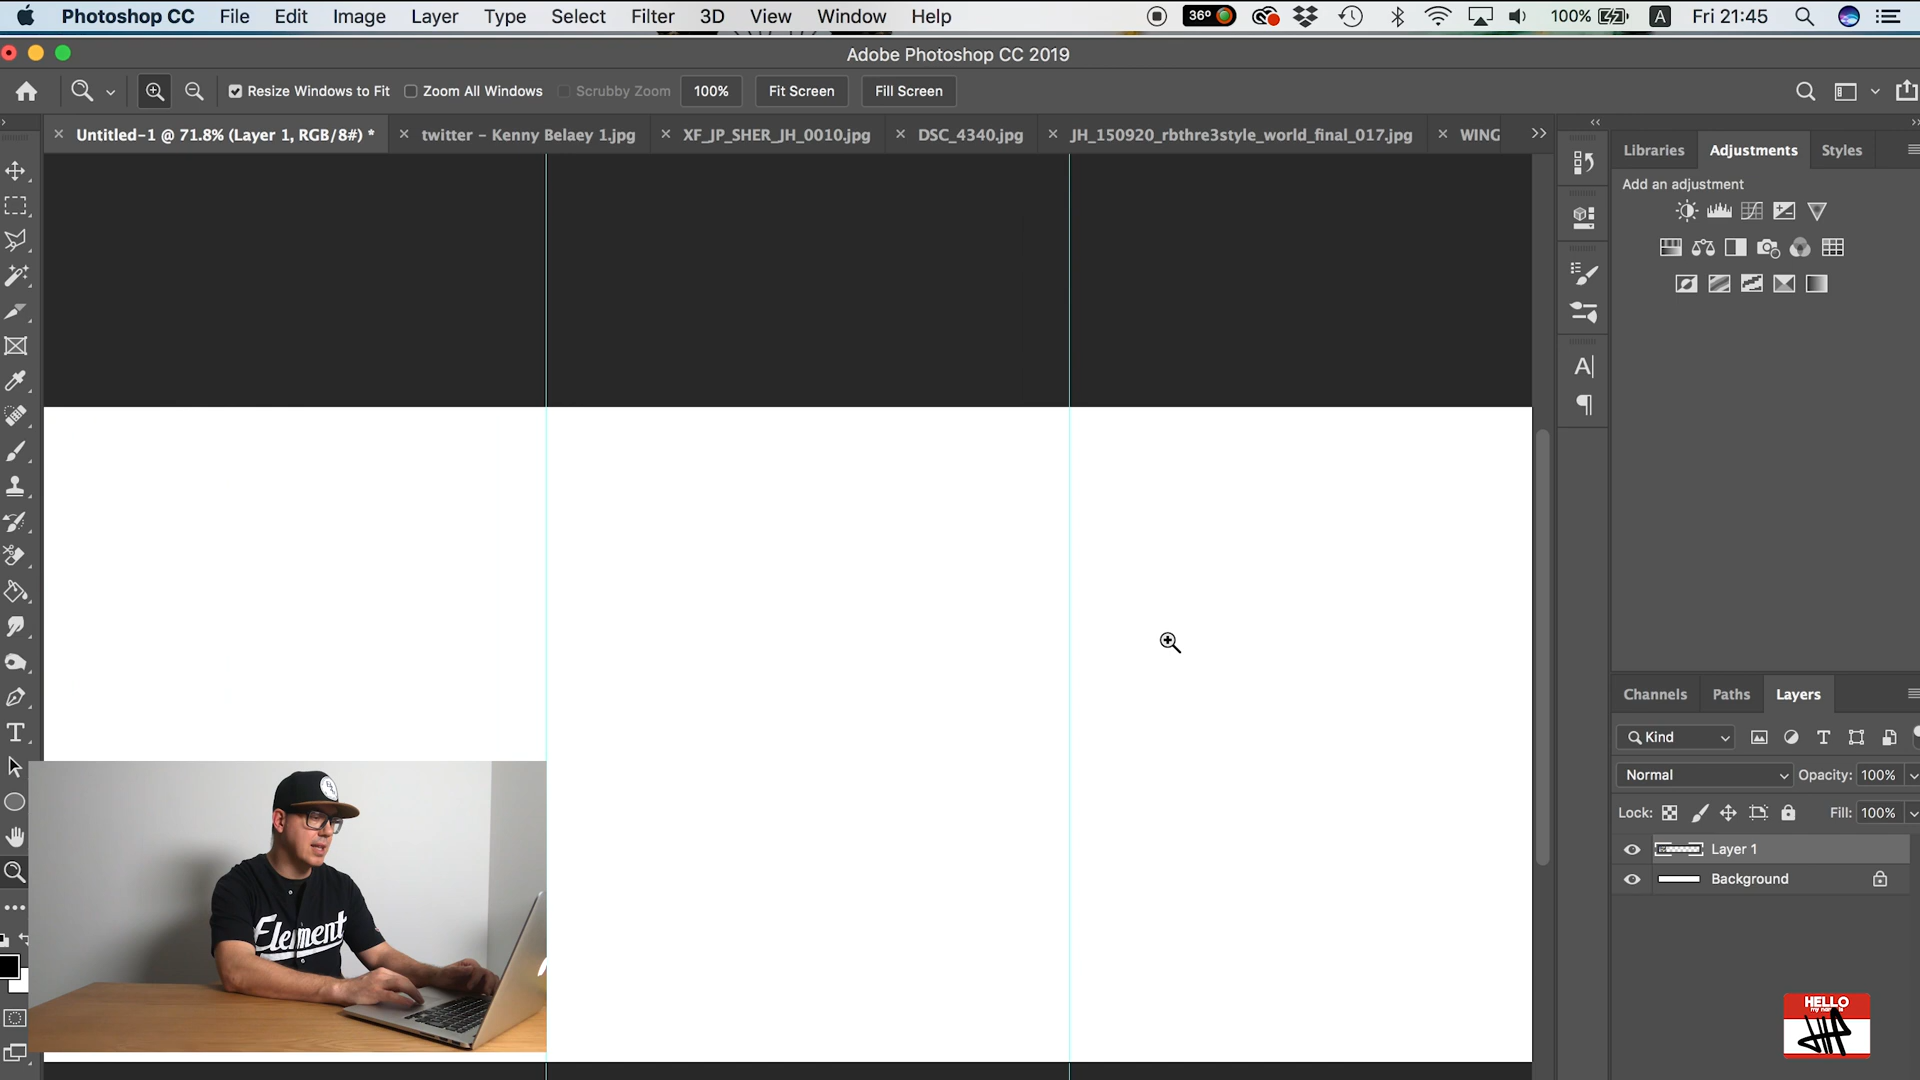 Photoshop CC File Edit Image Layer Type Select Filter 3D View Window Help 36° 100% A Fri 21:45
Adobe Photoshop CC 2019
Resize Windows to Fit Zoom All Windows Scrubby Zoom 100% Fit Screen Fill Screen
Untitled-1 @ 71.8% (Layer 1, RGB/8#) * twitter - Kenny Belaey 1.jpg XF_JP_SHER_JH_0010.jpg DSC_4340.jpg JH_150920_rbthre3style_world_final_017.jpg WING
Libraries Adjustments Styles
Add an adjustment
Channels Paths Layers
Kind
Normal Opacity: 100%
Lock: Fill: 100%
Layer 1
Background
Element
HELLO
my name is